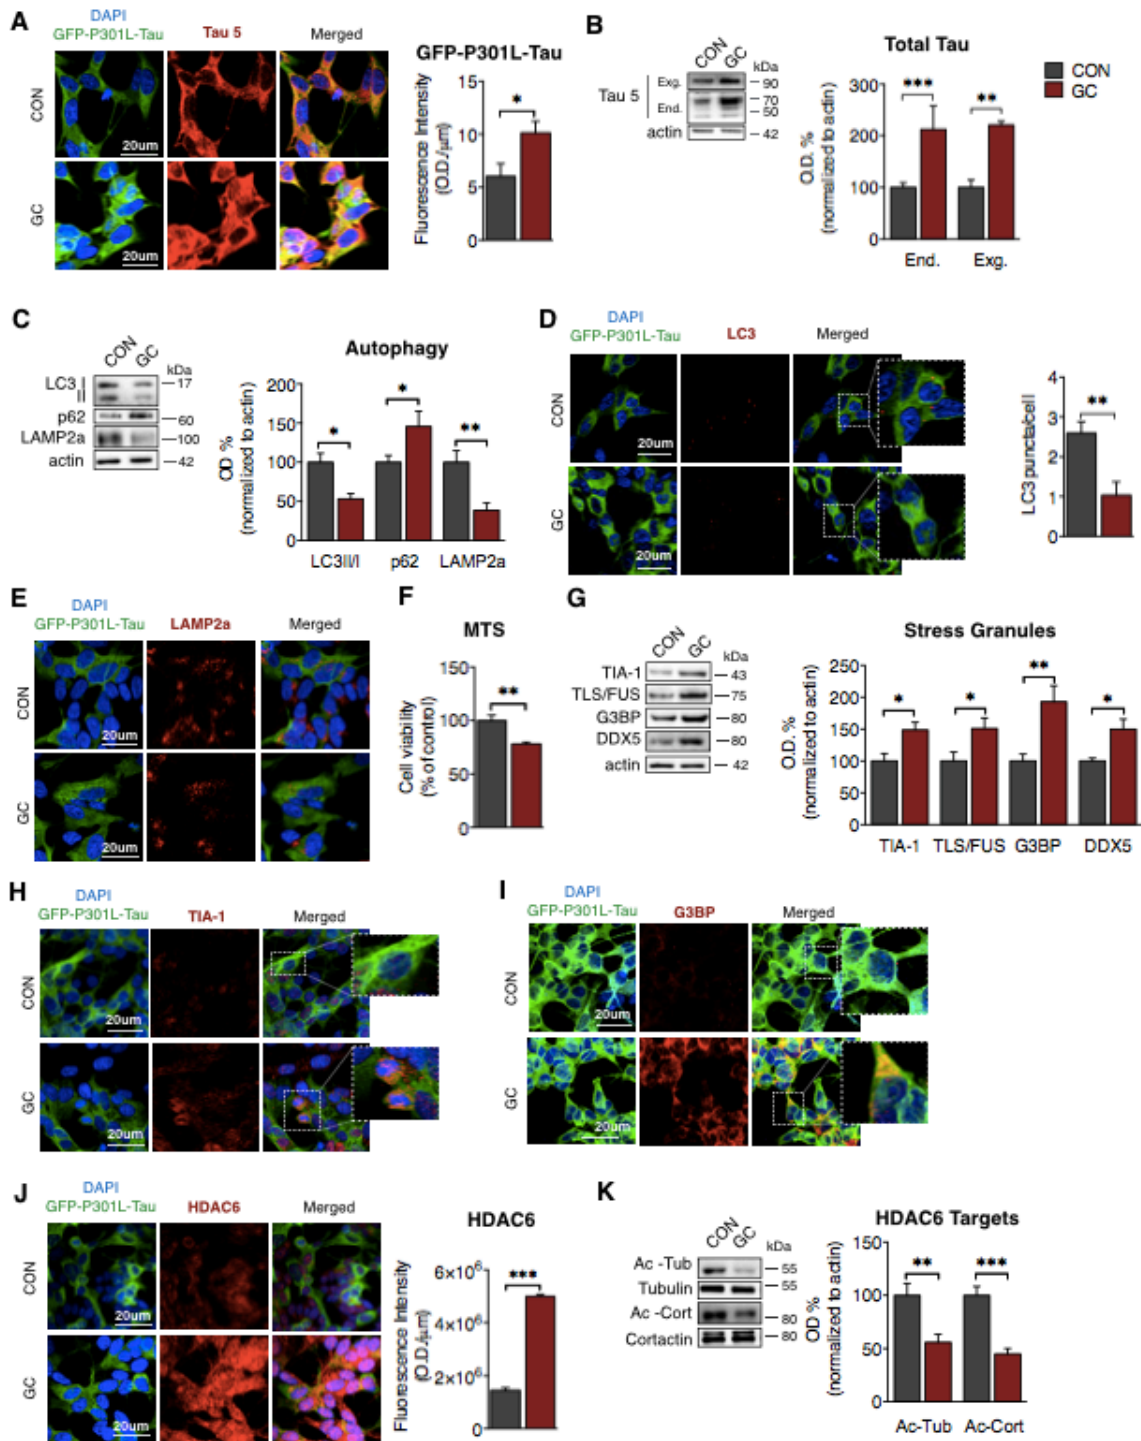 A
DAPI
GFP-P301L-Tau
Tau 5
Merged
CON
20um
GC
20um
GFP-P301L-Tau
Fluorescence Intensity
(O.D./µm)
15
10
5
0
*
B
CON
GC
kDa
Tau 5
Exg.
90
End.
70
50
actin
42
Total Tau
O.D. %
(normalized to actin)
300
200
100
0
***
**
End.
Exg.
CON
GC
C
CON
GC
kDa
LC3 I
II
17
p62
60
LAMP2a
100
actin
42
Autophagy
OD %
(normalized to actin)
200
150
100
50
0
*
*
**
LC3II/I
p62
LAMP2a
D
DAPI
GFP-P301L-Tau
LC3
Merged
CON
20um
GC
20um
LC3 puncta/cell
4
3
2
1
0
**
E
DAPI
GFP-P301L-Tau
LAMP2a
Merged
CON
20um
GC
20um
F
MTS
Cell viability
(% of control)
150
100
50
0
**
G
CON
GC
kDa
TIA-1
43
TLS/FUS
75
G3BP
80
DDX5
80
actin
42
Stress Granules
O.D. %
(normalized to actin)
250
200
150
100
50
0
*
*
**
*
TIA-1
TLS/FUS
G3BP
DDX5
H
DAPI
GFP-P301L-Tau
TIA-1
Merged
CON
20um
GC
20um
I
DAPI
GFP-P301L-Tau
G3BP
Merged
CON
20um
GC
20um
J
DAPI
GFP-P301L-Tau
HDAC6
Merged
CON
20um
GC
20um
HDAC6
Fluorescence Intensity
(O.D./µm)
6×10⁶
4×10⁶
2×10⁶
0
***
K
CON
GC
kDa
Ac -Tub
55
Tubulin
55
Ac -Cort
80
Cortactin
80
HDAC6 Targets
OD %
(normalized to actin)
150
100
50
0
**
***
Ac-Tub
Ac-Cort